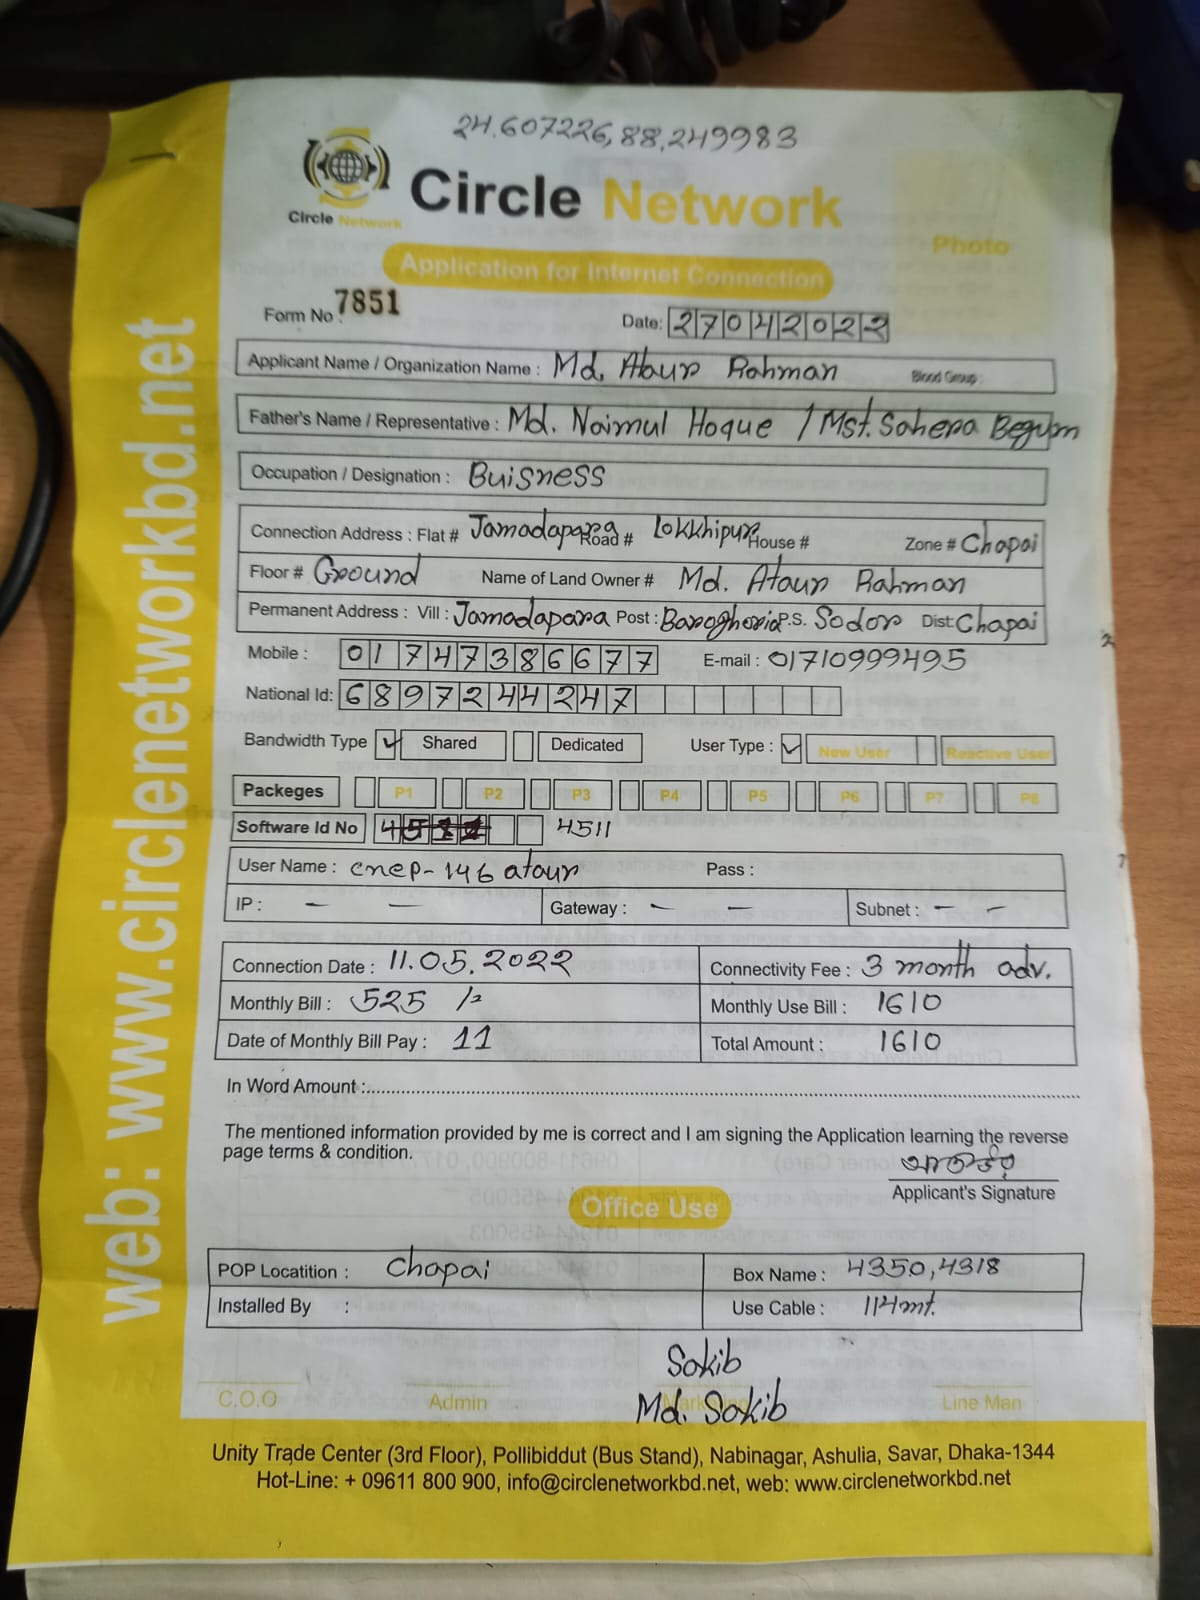 24.607226, 88.249983
Circle Network
Circle Network
Photo
Application for Internet Connection
Form No : 7851
Date: 27042022
Applicant Name / Organization Name : Md. Ataur Rahman Blood Group :
Father's Name / Representative : Md. Naimul Hoque / Mst. Sahera Begum
Occupation / Designation : Buisness
Connection Address : Flat # Jamadapara Road # Lokkhipur House # Zone # Chapai
Floor # Ground Name of Land Owner # Md. Ataur Rahman
Permanent Address : Vill : Jamadapara Post : Baroghoria P.S. Sodor Dist: Chapai
Mobile : 01747386677 E-mail : 01710999495
National Id: 6897244247
Bandwidth Type Shared Dedicated User Type : New User Reactive User
Packeges P1 P2 P3 P4 P5 P6 P7 P8
Software Id No 4511
User Name : cnep-146 ataur Pass :
IP : — — Gateway : — — Subnet : — —
Connection Date : 11.05.2022 Connectivity Fee : 3 month adv.
Monthly Bill : 525 /= Monthly Use Bill : 1610
Date of Monthly Bill Pay : 11 Total Amount : 1610
In Word Amount :
The mentioned information provided by me is correct and I am signing the Application learning the reverse
page terms & condition.
আতাউর
Applicant's Signature
Office Use
POP Locatition : Chapai Box Name : 4350, 4318
Installed By : Use Cable : 114mt.
Sakib
C.O.O Admin Md. Sakib Line Man
Unity Trade Center (3rd Floor), Pollibiddut (Bus Stand), Nabinagar, Ashulia, Savar, Dhaka-1344
Hot-Line: + 09611 800 900, info@circlenetworkbd.net, web: www.circlenetworkbd.net
web: www.circlenetworkbd.net